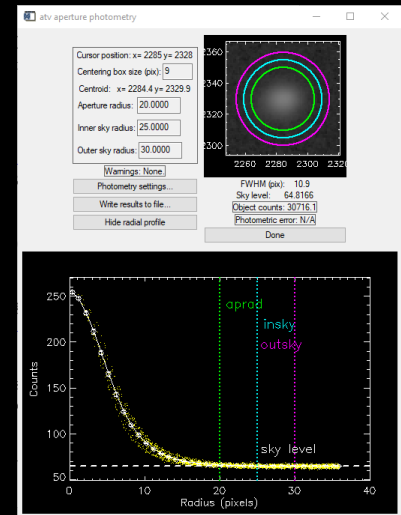 atv aperture photometry
Cursor position: x= 2285 y= 2328
Centering box size (pix): 9
Centroid: x= 2284.4 y= 2329.9
Aperture radius: 20.0000
Inner sky radius: 25.0000
Outer sky radius: 30.0000
Warnings: None.
Photometry settings...
Write results to file...
Hide radial profile
2360
2340
2320
2300
2260 2280 2300 2320
FWHM (pix): 10.9
Sky level: 64.8166
Object counts: 30716.1
Photometric error: N/A
Done
250
200
150
100
50
Counts
aprad
insky
outsky
sky level
0 10 20 30 40
Radius (pixels)